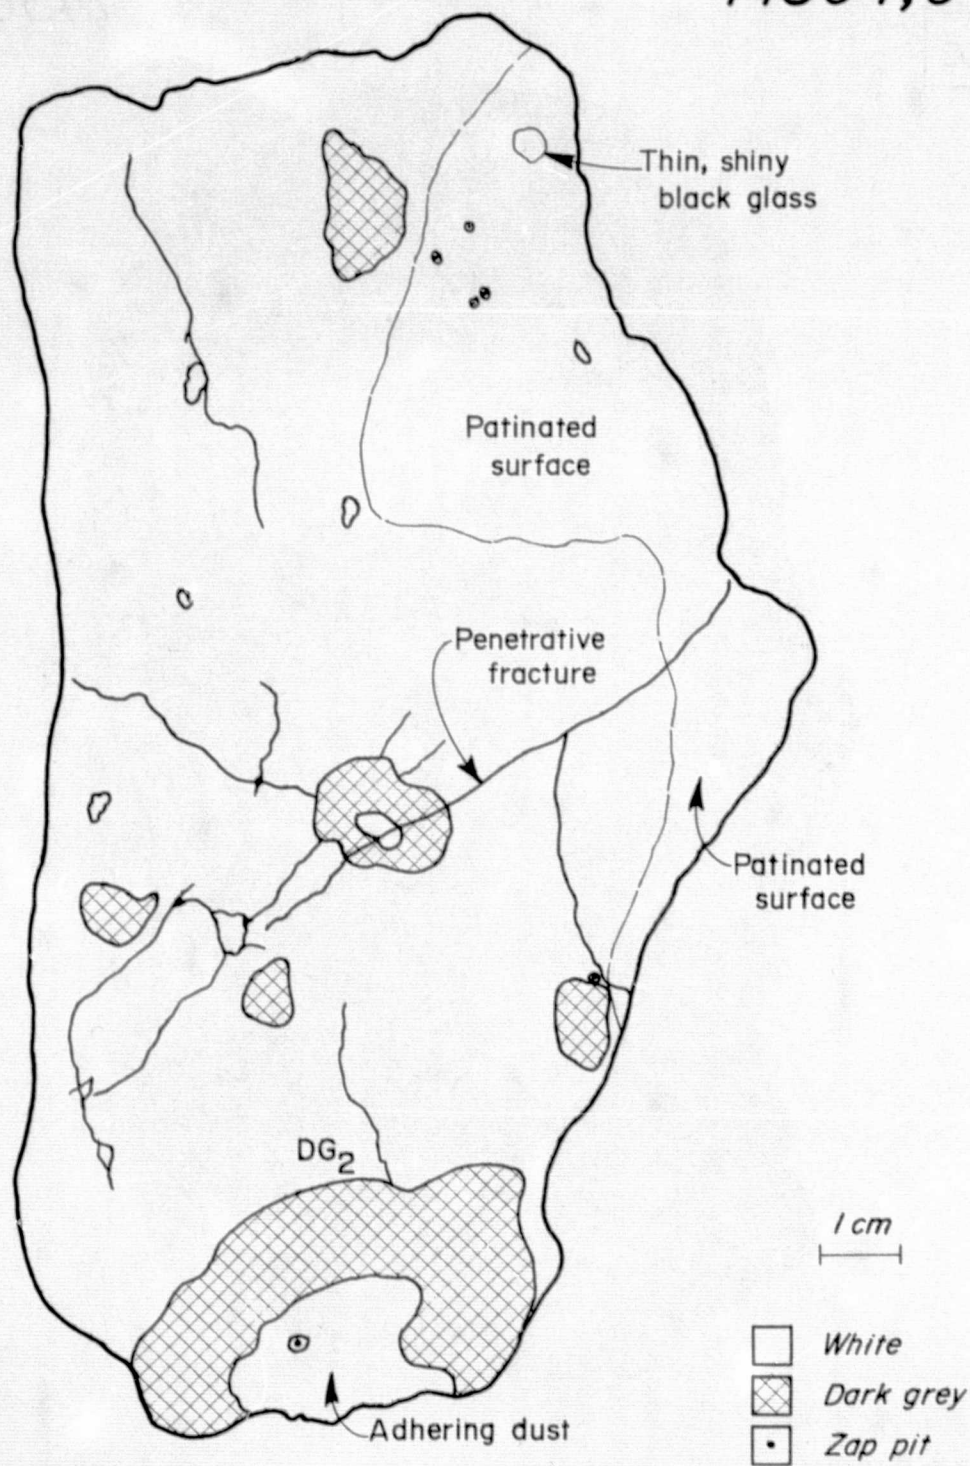 Thin, shiny
black glass
Patinated
surface
Penetrative
fracture
Patinated
surface
DG2
1 cm
White
Dark grey
Adhering dust
Zap pit